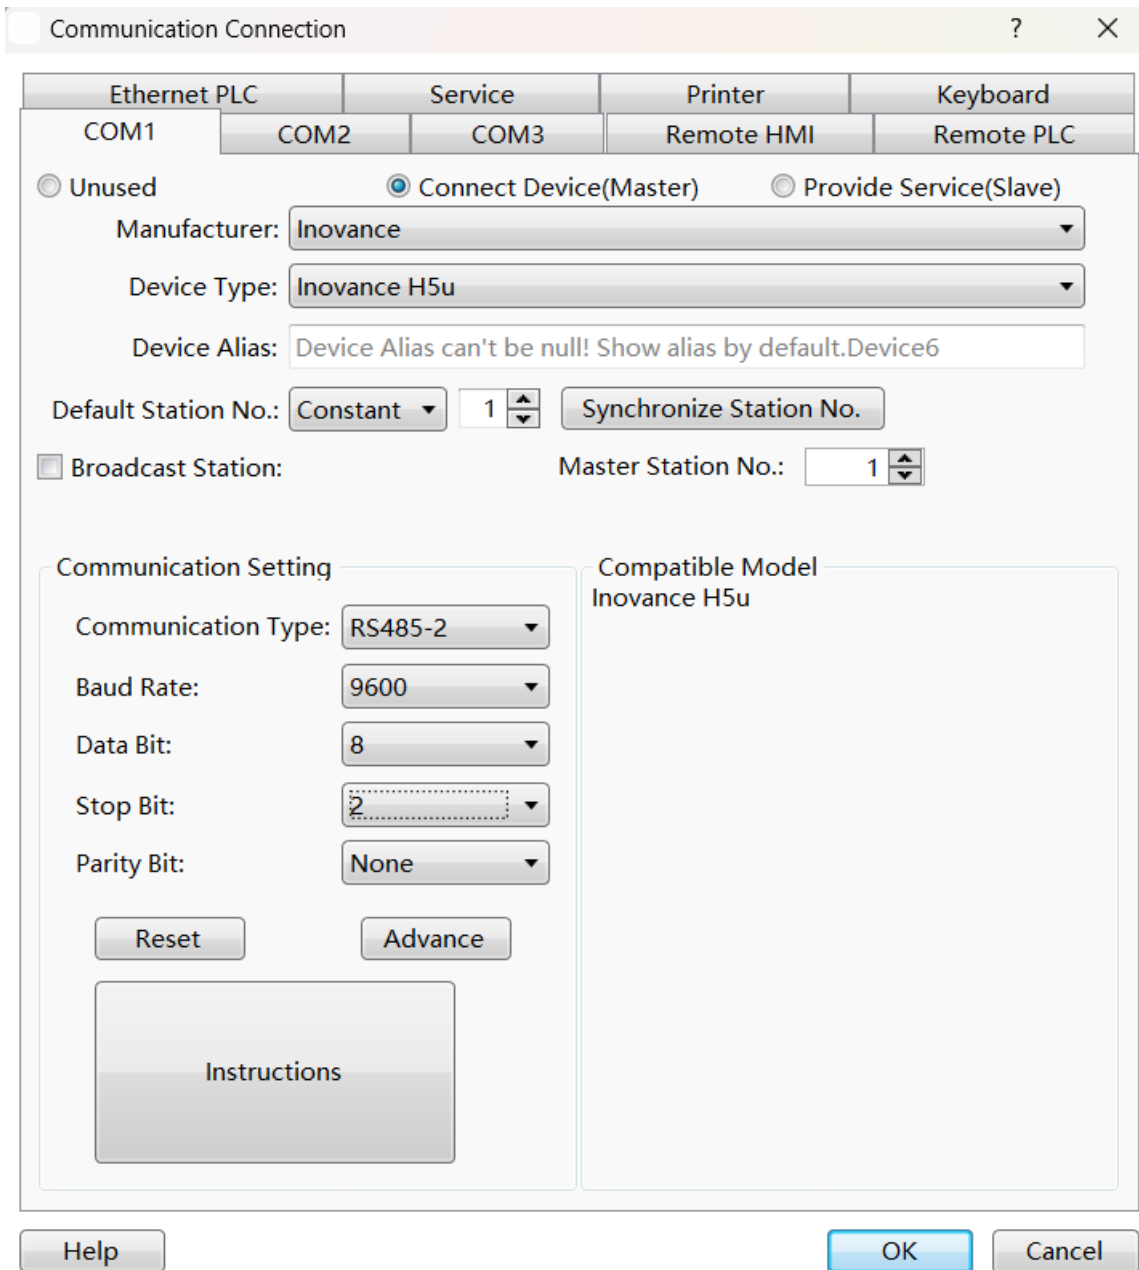 Communication Connection ?
Ethernet PLC Service Printer Keyboard
COM1 COM2 COM3 Remote HMI Remote PLC
Unused Connect Device(Master) Provide Service(Slave)
Manufacturer: Inovance
Device Type: Inovance H5u
Device Alias: Device Alias can't be null! Show alias by default.Device6
Default Station No.: Constant 1 Synchronize Station No.
Broadcast Station: Master Station No.: 1
Communication Setting
Communication Type: RS485-2
Baud Rate: 9600
Data Bit: 8
Stop Bit: 2
Parity Bit: None
Reset Advance
Instructions
Compatible Model
Inovance H5u
Help OK Cancel